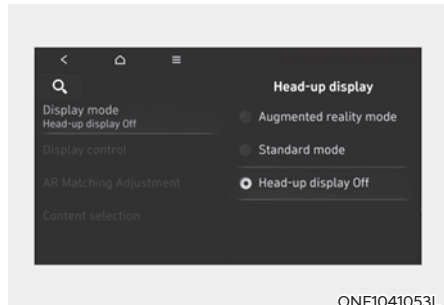 Head-up display
Display mode
Head-up display Off
Display control
AR Matching Adjustment
Content selection
Augmented reality mode
Standard mode
Head-up display Off
ONE1041053L